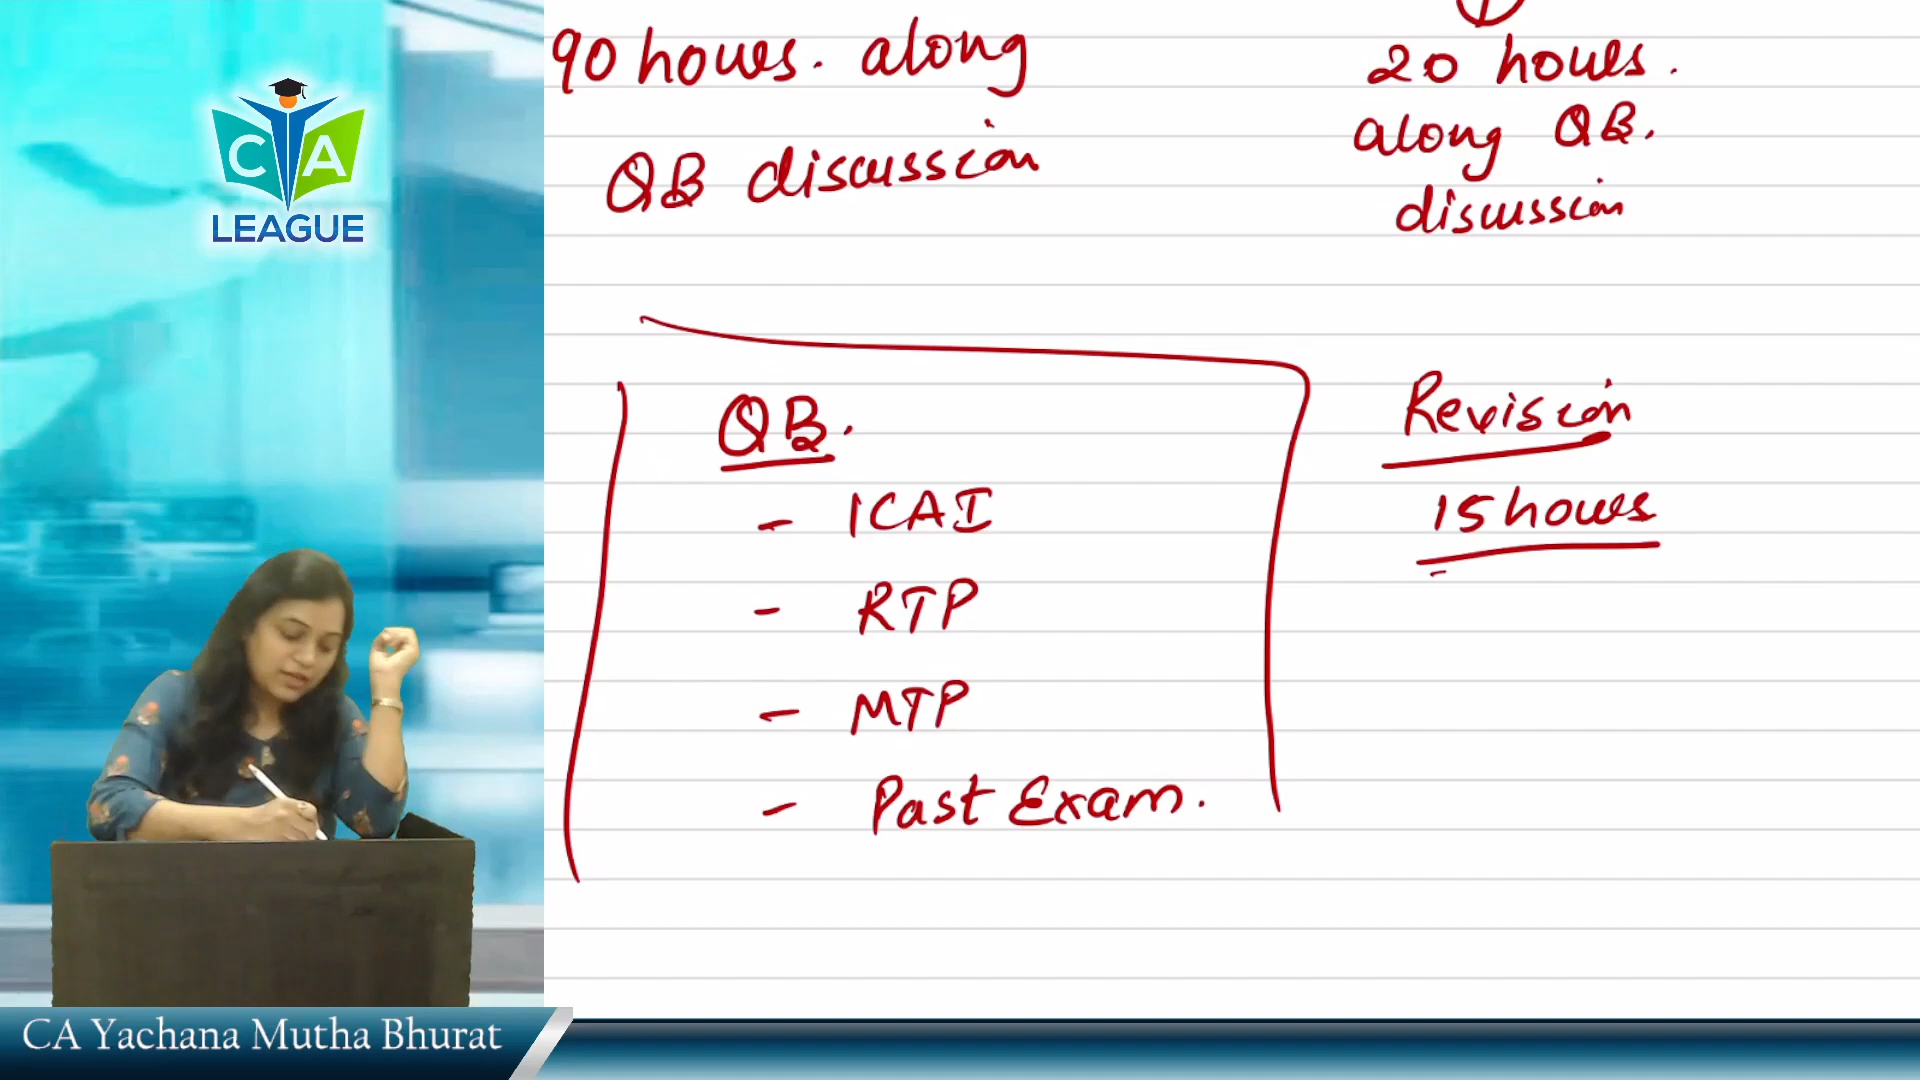 CA
LEAGUE
90 hours. along
QB discussion
20 hours.
along QB.
discussion
QB.
- ICAI
- RTP
- MTP
- Past Exam.
Revision
15 hours
CA Yachana Mutha Bhurat